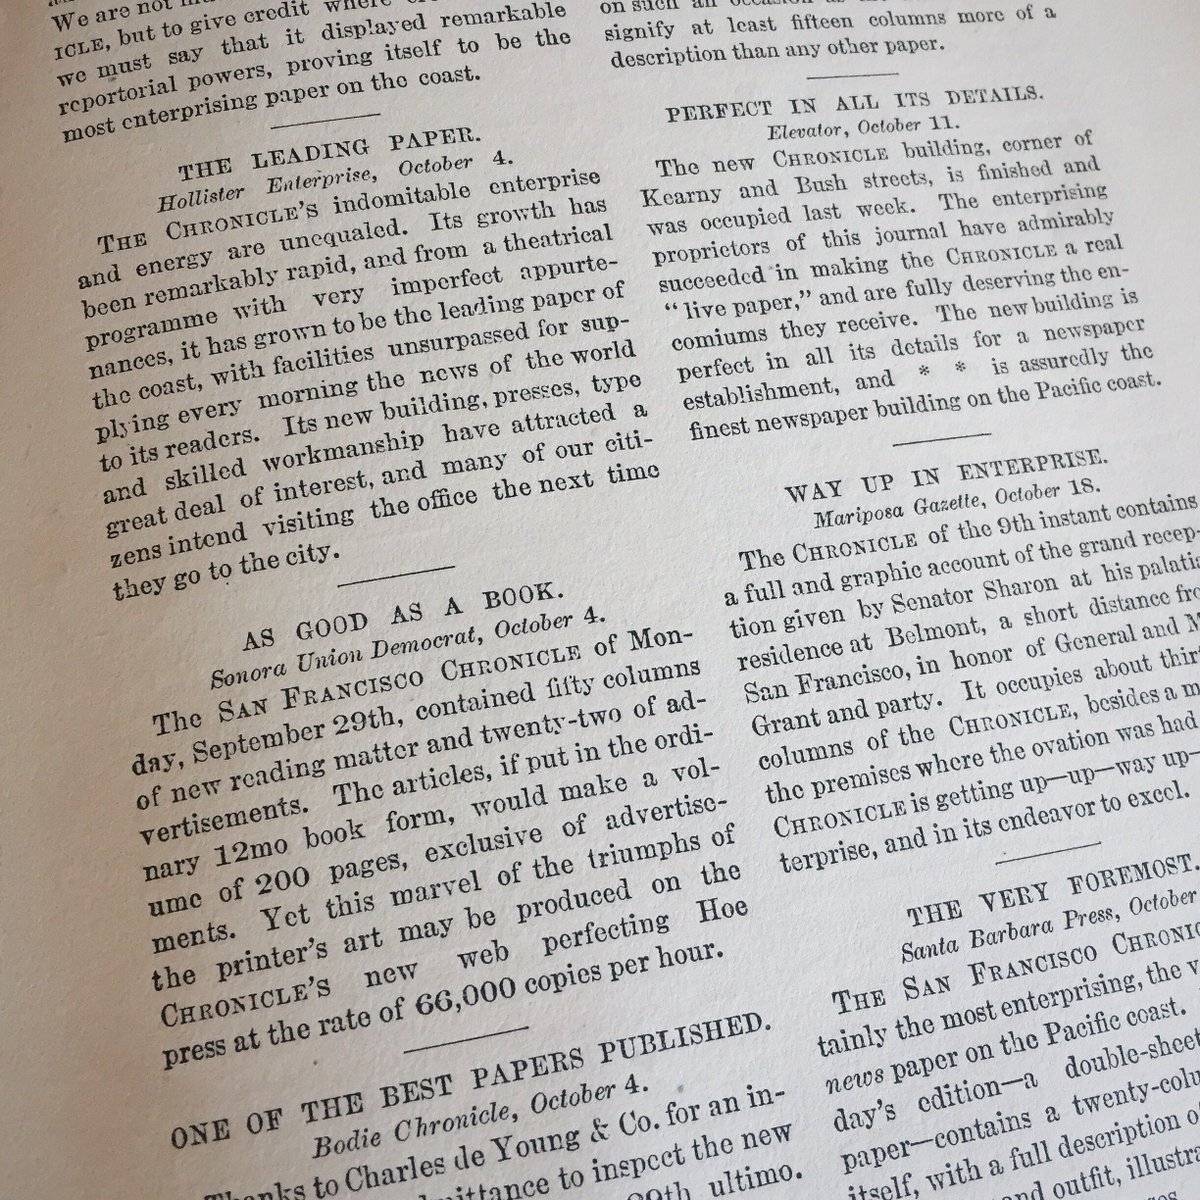 We are not
ICLE, but to give credit where
we must say that it displayed remarkable
reportorial powers, proving itself to be the
most enterprising paper on the coast.
THE LEADING PAPER.
Hollister Enterprise, October 4.
THE CHRONICLE'S indomitable enterprise
and energy are unequaled. Its growth has
been remarkably rapid, and from a theatrical
programme with very imperfect appurte-
nances, it has grown to be the leading paper of
the coast, with facilities unsurpassed for sup-
plying every morning the news of the world
to its readers. Its new building, presses, type
and skilled workmanship have attracted a
great deal of interest, and many of our citi-
zens intend visiting the office the next time
they go to the city.
AS GOOD AS A BOOK.
Sonora Union Democrat, October 4.
The SAN FRANCISCO CHRONICLE of Mon-
day, September 29th, contained fifty columns
of new reading matter and twenty-two of ad-
vertisements. The articles, if put in the ordi-
nary 12mo book form, would make a vol-
ume of 200 pages, exclusive of advertise-
ments. Yet this marvel of the triumphs of
the printer's art may be produced on the
CHRONICLE'S new web perfecting Hoe
press at the rate of 66,000 copies per hour.
ONE OF THE BEST PAPERS PUBLISHED.
Bodie Chronicle, October 4.
Thanks to Charles de Young & Co. for an in-
admittance to inspect the new
ultimo.
on such an occasion as
signify at least fifteen columns more of a
description than any other paper.
PERFECT IN ALL ITS DETAILS.
Elevator, October 11.
The new CHRONICLE building, corner of
Kearny and Bush streets, is finished and
was occupied last week. The enterprising
proprietors of this journal have admirably
succeeded in making the CHRONICLE a real
"live paper," and are fully deserving the en-
comiums they receive. The new building is
perfect in all its details for a newspaper
establishment, and * * is assuredly the
finest newspaper building on the Pacific coast.
WAY UP IN ENTERPRISE.
Mariposa Gazette, October 18.
The CHRONICLE of the 9th instant contains
a full and graphic account of the grand recep-
tion given by Senator Sharon at his palatia
residence at Belmont, a short distance fro
San Francisco, in honor of General and M
Grant and party. It occupies about thir
columns of the CHRONICLE, besides a m
the premises where the ovation was had
CHRONICLE is getting up—up—way up—
terprise, and in its endeavor to excel.
THE VERY FOREMOST.
Santa Barbara Press, October
THE SAN FRANCISCO CHRONIC
tainly the most enterprising, the v
news paper on the Pacific coast.
day's edition—a double-sheet
paper—contains a twenty-colu
itself, with a full description of
and outfit, illustra